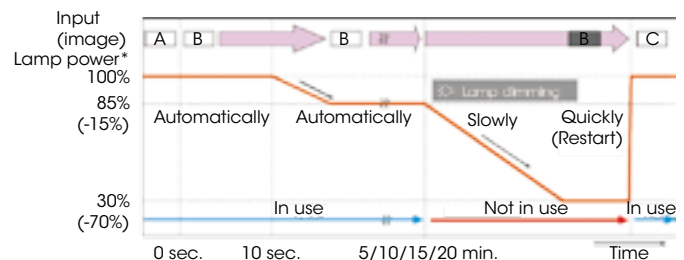 Input
(image)
A B B B C
Lamp power*
100%
Lamp dimming
85%
(-15%)
Automatically Automatically Slowly Quickly
(Restart)
30%
(-70%)
In use Not in use In use
0 sec. 10 sec. 5/10/15/20 min. Time